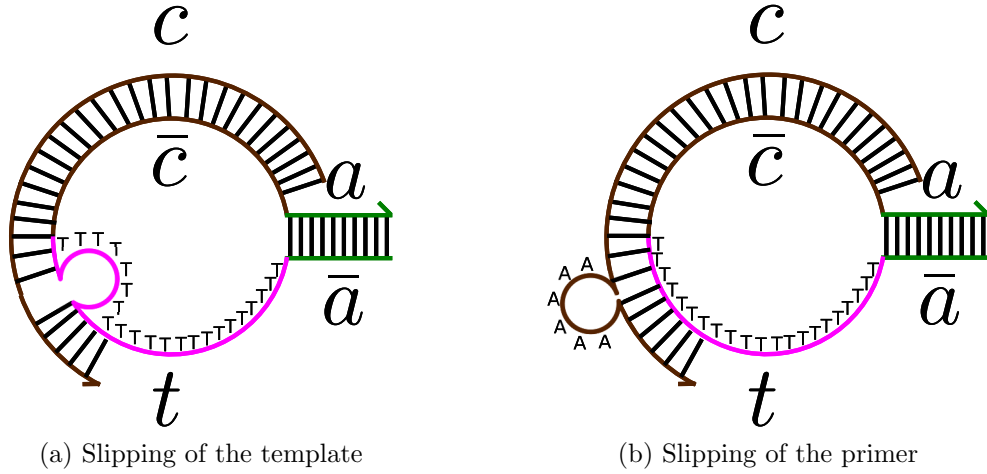 c
c̄
a
ā
T T T T T T T T T T T T T T T T T T T T T T
t
(a) Slipping of the template
c
c̄
a
ā
A A A A A A
T T T T T T T T T T T T T T T T T T T T T T T
t
(b) Slipping of the primer